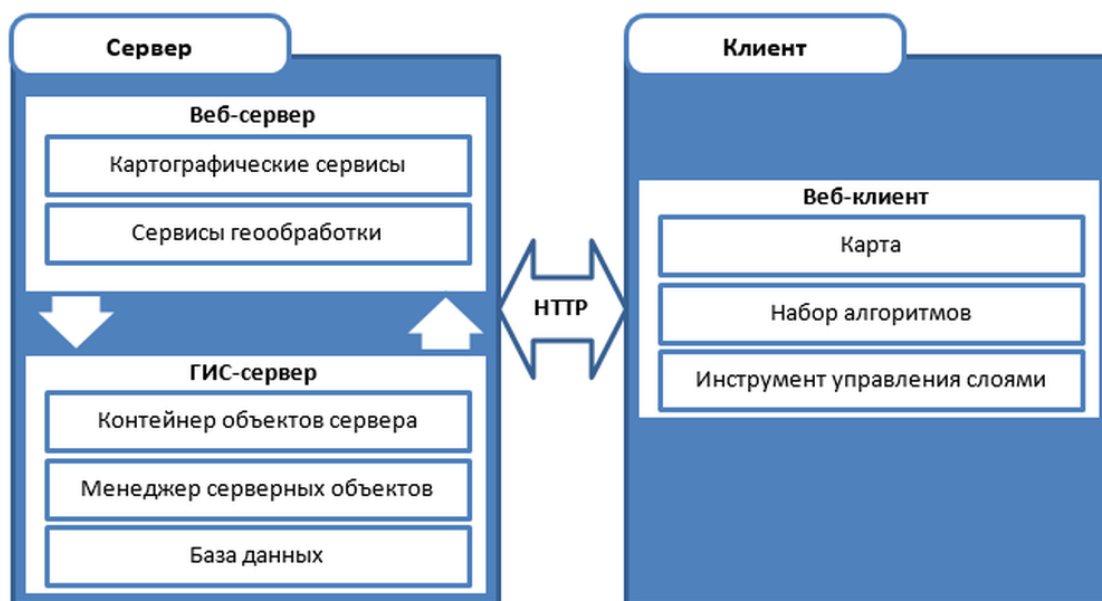 Сервер
Веб-сервер
Картографические сервисы
Сервисы геообработки
ГИС-сервер
Контейнер объектов сервера
Менеджер серверных объектов
База данных
HTTP
Клиент
Веб-клиент
Карта
Набор алгоритмов
Инструмент управления слоями